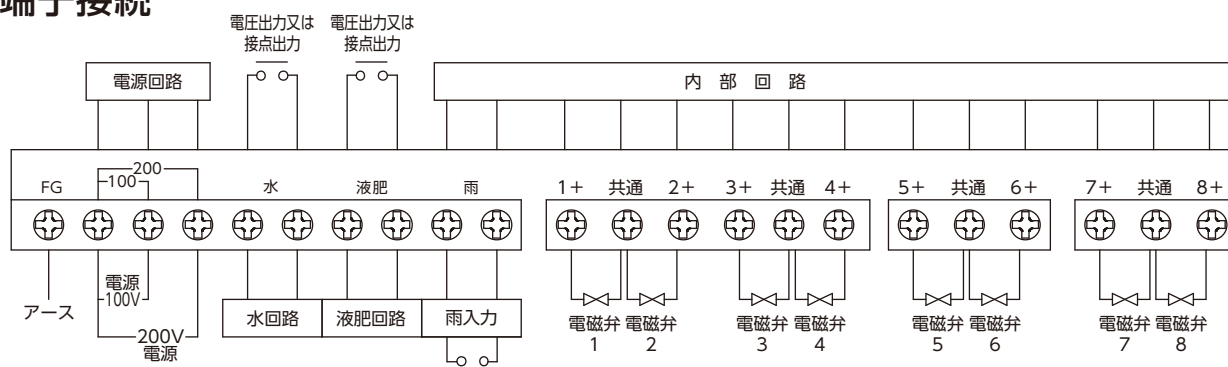 端子接続
電圧出力又は
接点出力
電圧出力又は
接点出力
電源回路
内部回路
200
100
FG
水
液肥
雨
1+ 共通 2+
3+ 共通 4+
5+ 共通 6+
7+ 共通 8+
アース
電源
100V
200V
電源
水回路
液肥回路
雨入力
電磁弁
1
電磁弁
2
電磁弁
3
電磁弁
4
電磁弁
5
電磁弁
6
電磁弁
7
電磁弁
8